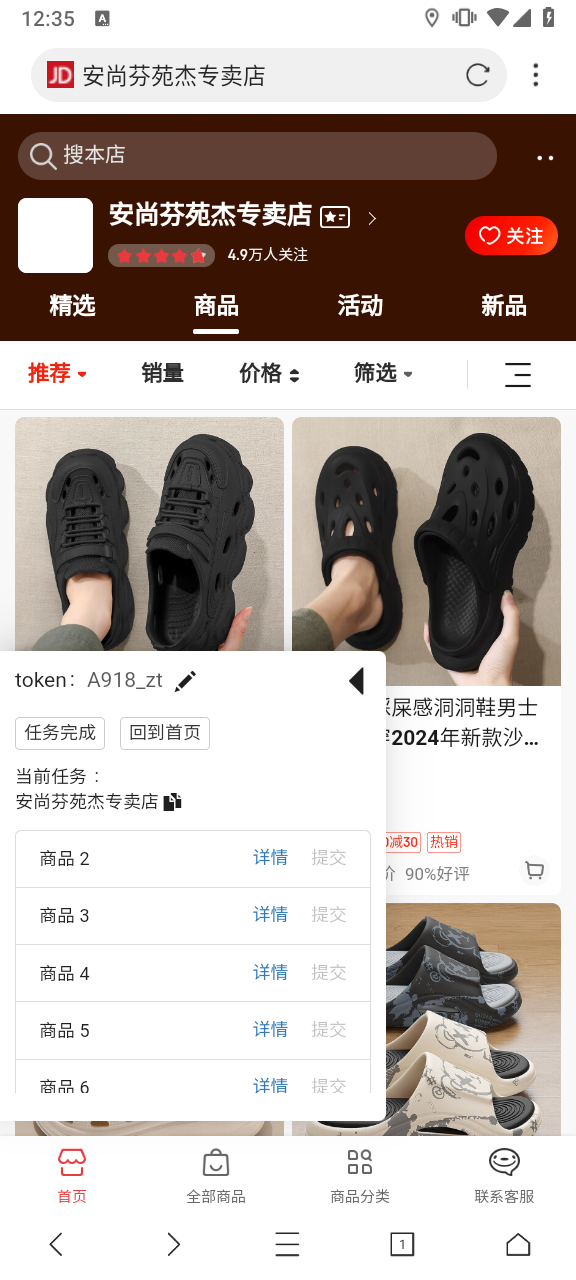 12:35
A
JD 安尚芬苑杰专卖店
搜本店
安尚芬苑杰专卖店
4.9万人关注
关注
精选 商品 活动 新品
推荐 销量 价格 筛选
token: A918_zt
任务完成 回到首页
屎感洞洞鞋男士
2024年新款沙...
当前任务：
安尚芬苑杰专卖店
减30 热销
90%好评
商品 2 详情 提交
商品 3 详情 提交
商品 4 详情 提交
商品 5 详情 提交
商品 6 详情 提交
首页 全部商品 商品分类 联系客服
1